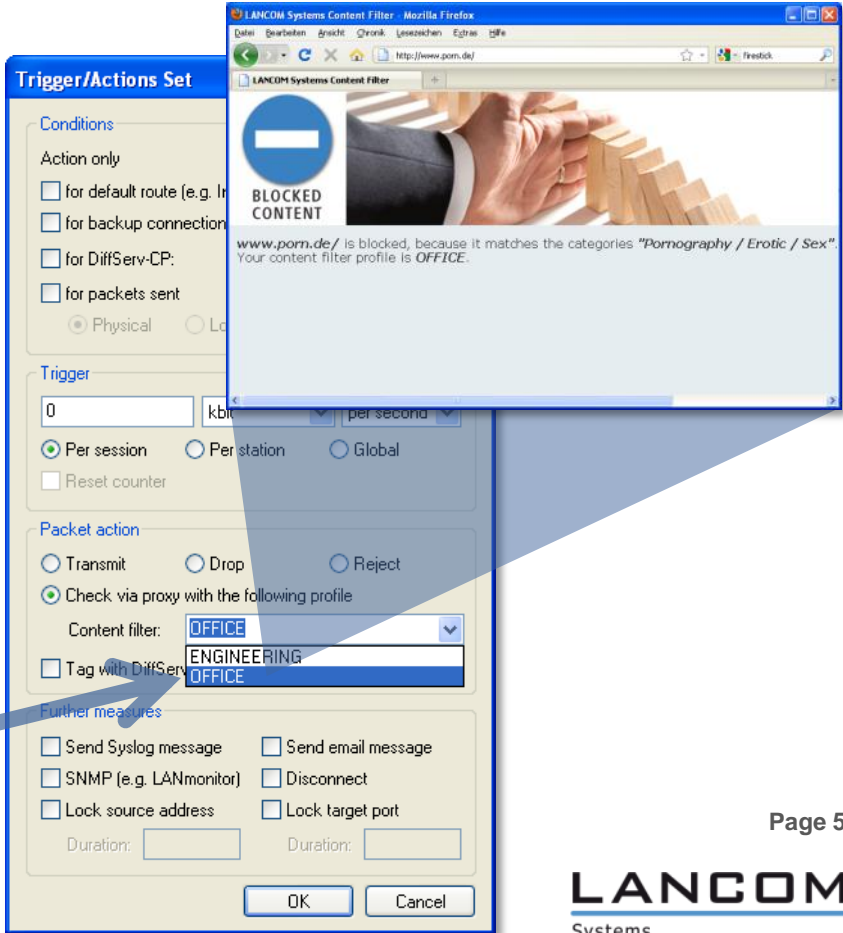 LANCOM Systems Content Filter - Mozilla Firefox
Datei Bearbeiten Ansicht Chronik Lesezeichen Extras Hilfe
http://www.porn.de/
firestick
LANCOM Systems Content Filter
BLOCKED
CONTENT
www.porn.de/ is blocked, because it matches the categories "Pornography / Erotic / Sex".
Your content filter profile is OFFICE.
Trigger/Actions Set
Conditions
Action only
for default route (e.g. In
for backup connection
for DiffServ-CP:
for packets sent
Physical
Lo
Trigger
0
kbit
per second
Per session
Per station
Global
Reset counter
Packet action
Transmit
Drop
Reject
Check via proxy with the following profile
Content filter:
OFFICE
ENGINEERING
OFFICE
Tag with DiffServ
Further measures
Send Syslog message
Send email message
SNMP (e.g. LANmonitor)
Disconnect
Lock source address
Lock target port
Duration:
Duration:
OK
Cancel
Page 5
LANCOM
Systems